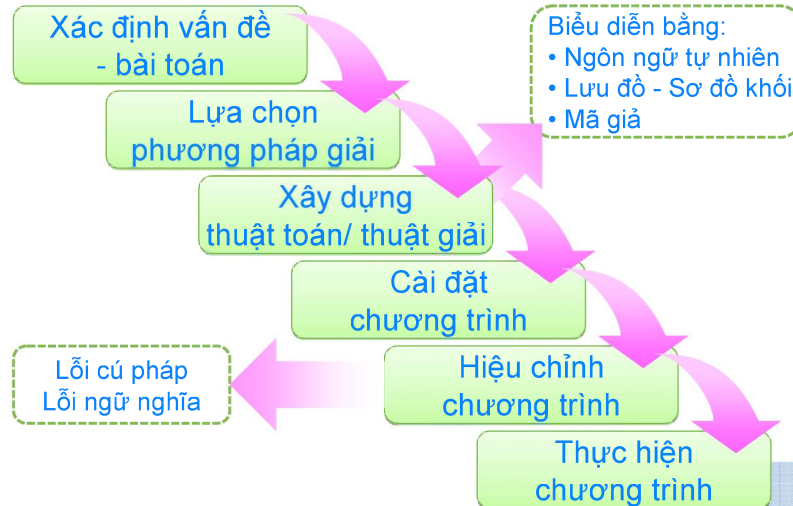 Xác định vấn đề
- bài toán
Biểu diễn bằng:
• Ngôn ngữ tự nhiên
• Lưu đồ - Sơ đồ khối
• Mã giả
Lựa chọn
phương pháp giải
Xây dựng
thuật toán/ thuật giải
Cài đặt
chương trình
Hiệu chỉnh
chương trình
Lỗi cú pháp
Lỗi ngữ nghĩa
Thực hiện
chương trình